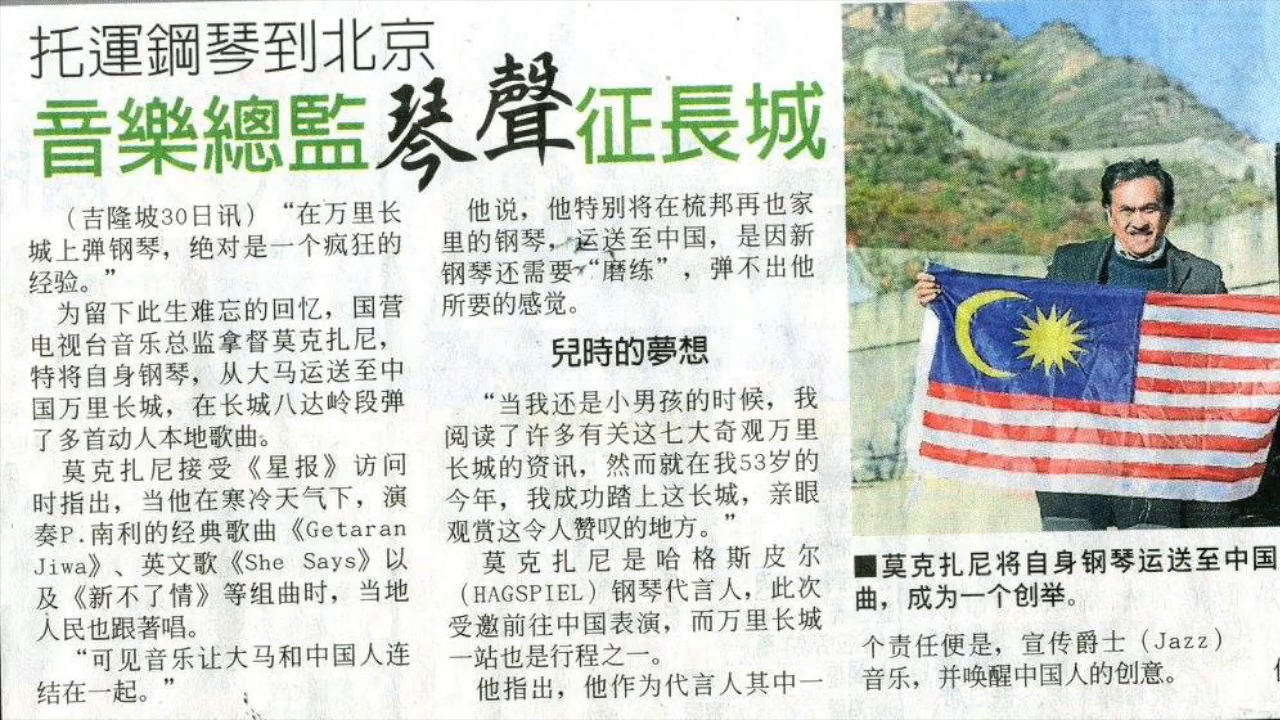 托運鋼琴到北京
音樂總監琴聲征長城
（吉隆坡30日讯）“在万里长
城上弹钢琴，绝对是一个疯狂的
经验。”
为留下此生难忘的回忆，国营
电视台音乐总监拿督莫克扎尼，
特将自身钢琴，从大马运送至中
国万里长城，在长城八达岭段弹
了多首动人本地歌曲。
莫克扎尼接受《星报》访问
时指出，当他在寒冷天气下，演
奏P.南利的经典歌曲《Getaran
Jiwa》、英文歌《She Says》以
及《新不了情》等组曲时，当地
人民也跟著唱。
“可见音乐让大马和中国人连
结在一起。”
他说，他特别将在梳邦再也家
里的钢琴，运送至中国，是因新
钢琴还需要“磨练”，弹不出他
所要的感觉。
兒時的夢想
“当我还是小男孩的时候，我
阅读了许多有关这七大奇观万里
长城的资讯，然而就在我53岁的
今年，我成功踏上这长城，亲眼
观赏这令人赞叹的地方。”
莫克扎尼是哈格斯皮尔
（HAGSPIEL）钢琴代言人，此次
受邀前往中国表演，而万里长城
一站也是行程之一。
他指出，他作为代言人其中一
■莫克扎尼将自身钢琴运送至中国
曲，成为一个创举。
个责任便是，宣传爵士（Jazz）
音乐，并唤醒中国人的创意。